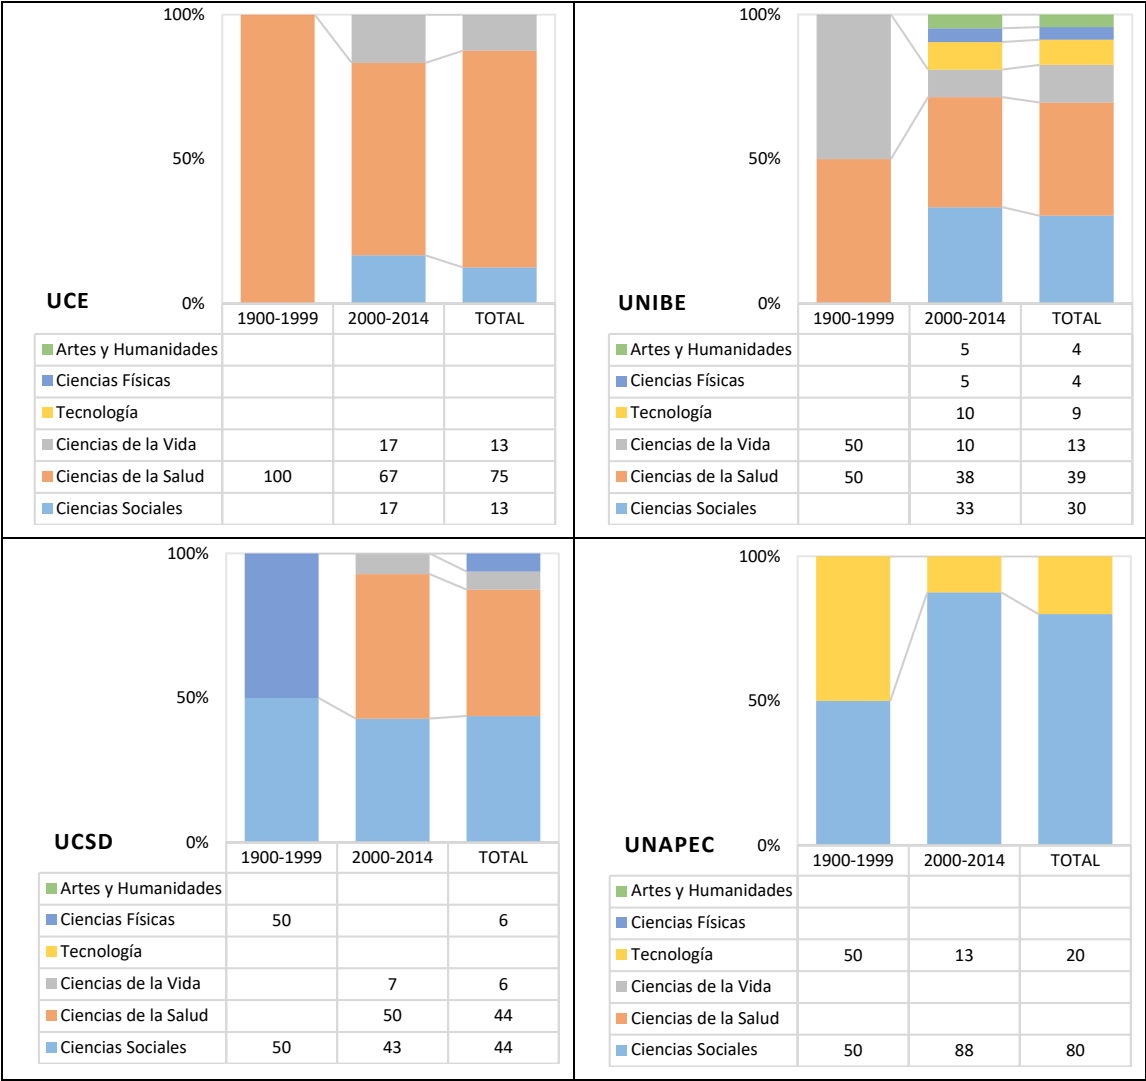 100%
50%
0%
UCE
1900-1999 2000-2014 TOTAL
Artes y Humanidades
Ciencias Físicas
Tecnología
Ciencias de la Vida 17 13
Ciencias de la Salud 100 67 75
Ciencias Sociales 17 13
100%
50%
0%
UNIBE
1900-1999 2000-2014 TOTAL
Artes y Humanidades 5 4
Ciencias Físicas 5 4
Tecnología 10 9
Ciencias de la Vida 50 10 13
Ciencias de la Salud 50 38 39
Ciencias Sociales 33 30
100%
50%
0%
UCSD
1900-1999 2000-2014 TOTAL
Artes y Humanidades
Ciencias Físicas 50 6
Tecnología
Ciencias de la Vida 7 6
Ciencias de la Salud 50 44
Ciencias Sociales 50 43 44
100%
50%
0%
UNAPEC
1900-1999 2000-2014 TOTAL
Artes y Humanidades
Ciencias Físicas
Tecnología 50 13 20
Ciencias de la Vida
Ciencias de la Salud
Ciencias Sociales 50 88 80